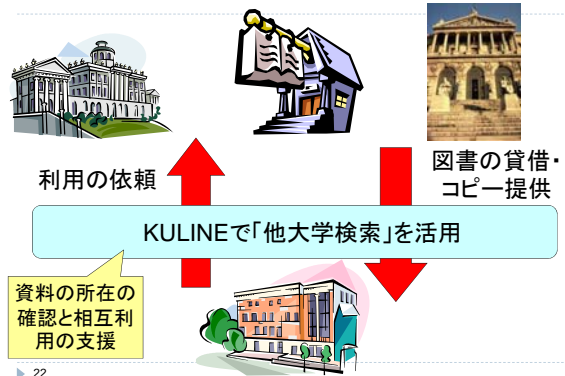 利用の依頼
図書の貸借・
コピー提供
KULINEで「他大学検索」を活用
資料の所在の
確認と相互利
用の支援
22